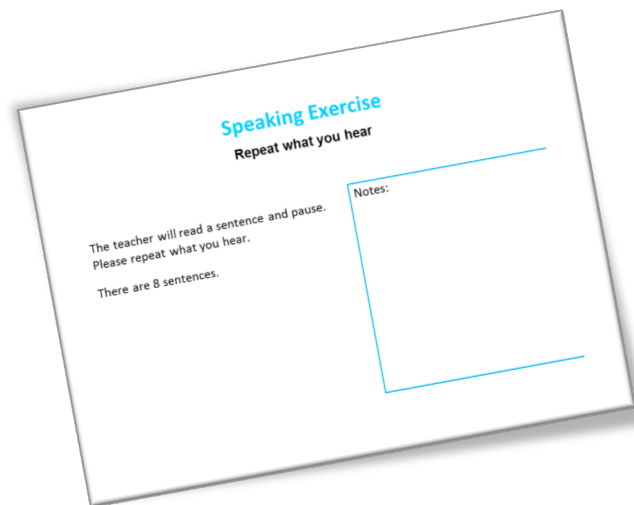 Speaking Exercise
Repeat what you hear
The teacher will read a sentence and pause.
Please repeat what you hear.
There are 8 sentences.
Notes: